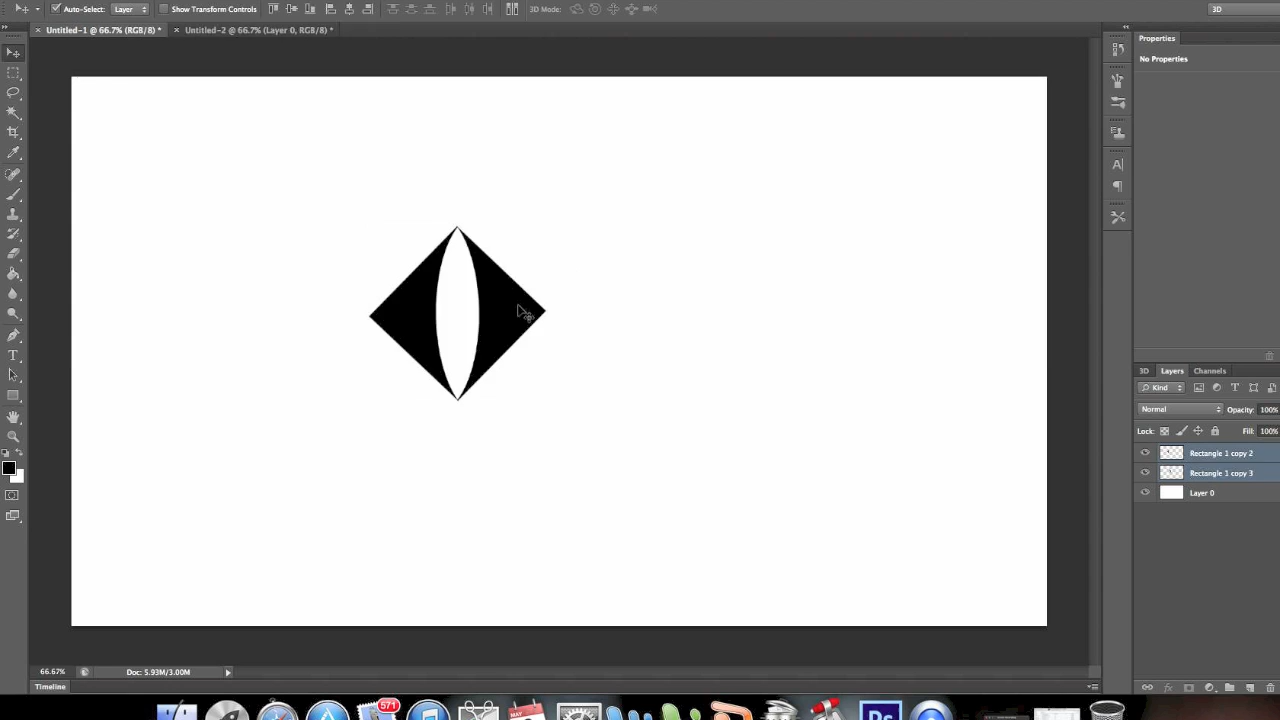 Auto-Select: Layer Show Transform Controls 3D Mode: 3D
Untitled-1 @ 66.7% (RGB/8) * Untitled-2 @ 66.7% (Layer 0, RGB/8) *
Properties
No Properties
3D Layers Channels
Kind
Normal Opacity: 100%
Lock: Fill: 100%
Rectangle 1 copy 2
Rectangle 1 copy 3
Layer 0
66.67% Doc: 5.93M/3.00M
Timeline
571
Ps